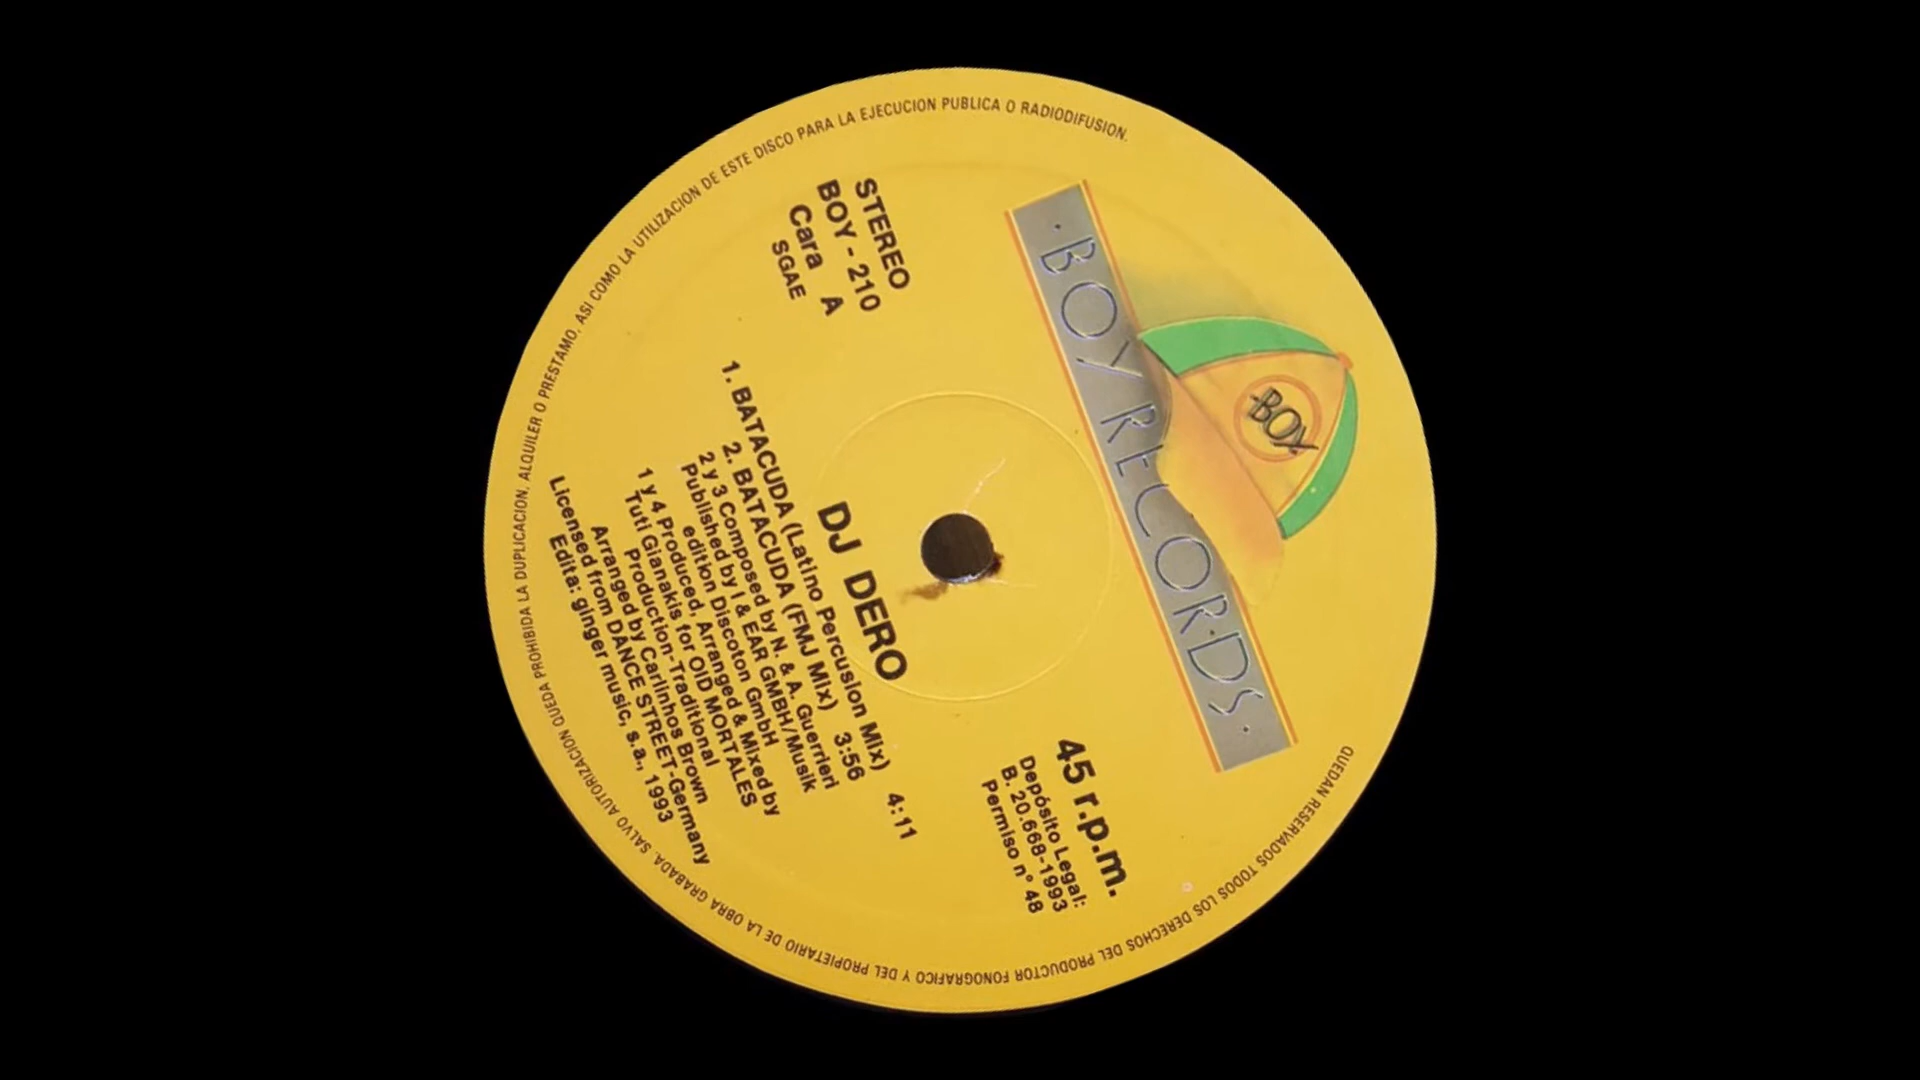 · BOY RECORDS ·
BOY
STEREO
BOY - 210
Cara A
SGAE
45 r.p.m.
Depósito Legal:
B. 20.668-1993
Permiso nº 48
DJ DERO
1. BATACUDA (Latino Percusion Mix) 4:11
2. BATACUDA (FMJ Mix) 3:56
2 y 3 Composed by N. & A. Guerrieri
Published by I & EAR GMBH/Musik
edition Discoton GmbH
1 y 4 Produced, Arranged & Mixed by
Tuti Gianakis for OID MORTALES
Production-Traditional
Arranged by Carlinhos Brown
Licensed from DANCE STREET-Germany
Edita: ginger music, s.a., 1993
QUEDAN RESERVADOS TODOS LOS DERECHOS DEL PRODUCTOR FONOGRAFICO Y DEL PROPIETARIO DE LA OBRA GRABADA. SALVO AUTORIZACION QUEDA PROHIBIDA LA DUPLICACION. ALQUILER O PRESTAMO. ASI COMO LA UTILIZACION DE ESTE DISCO PARA LA EJECUCION PUBLICA O RADIODIFUSION.